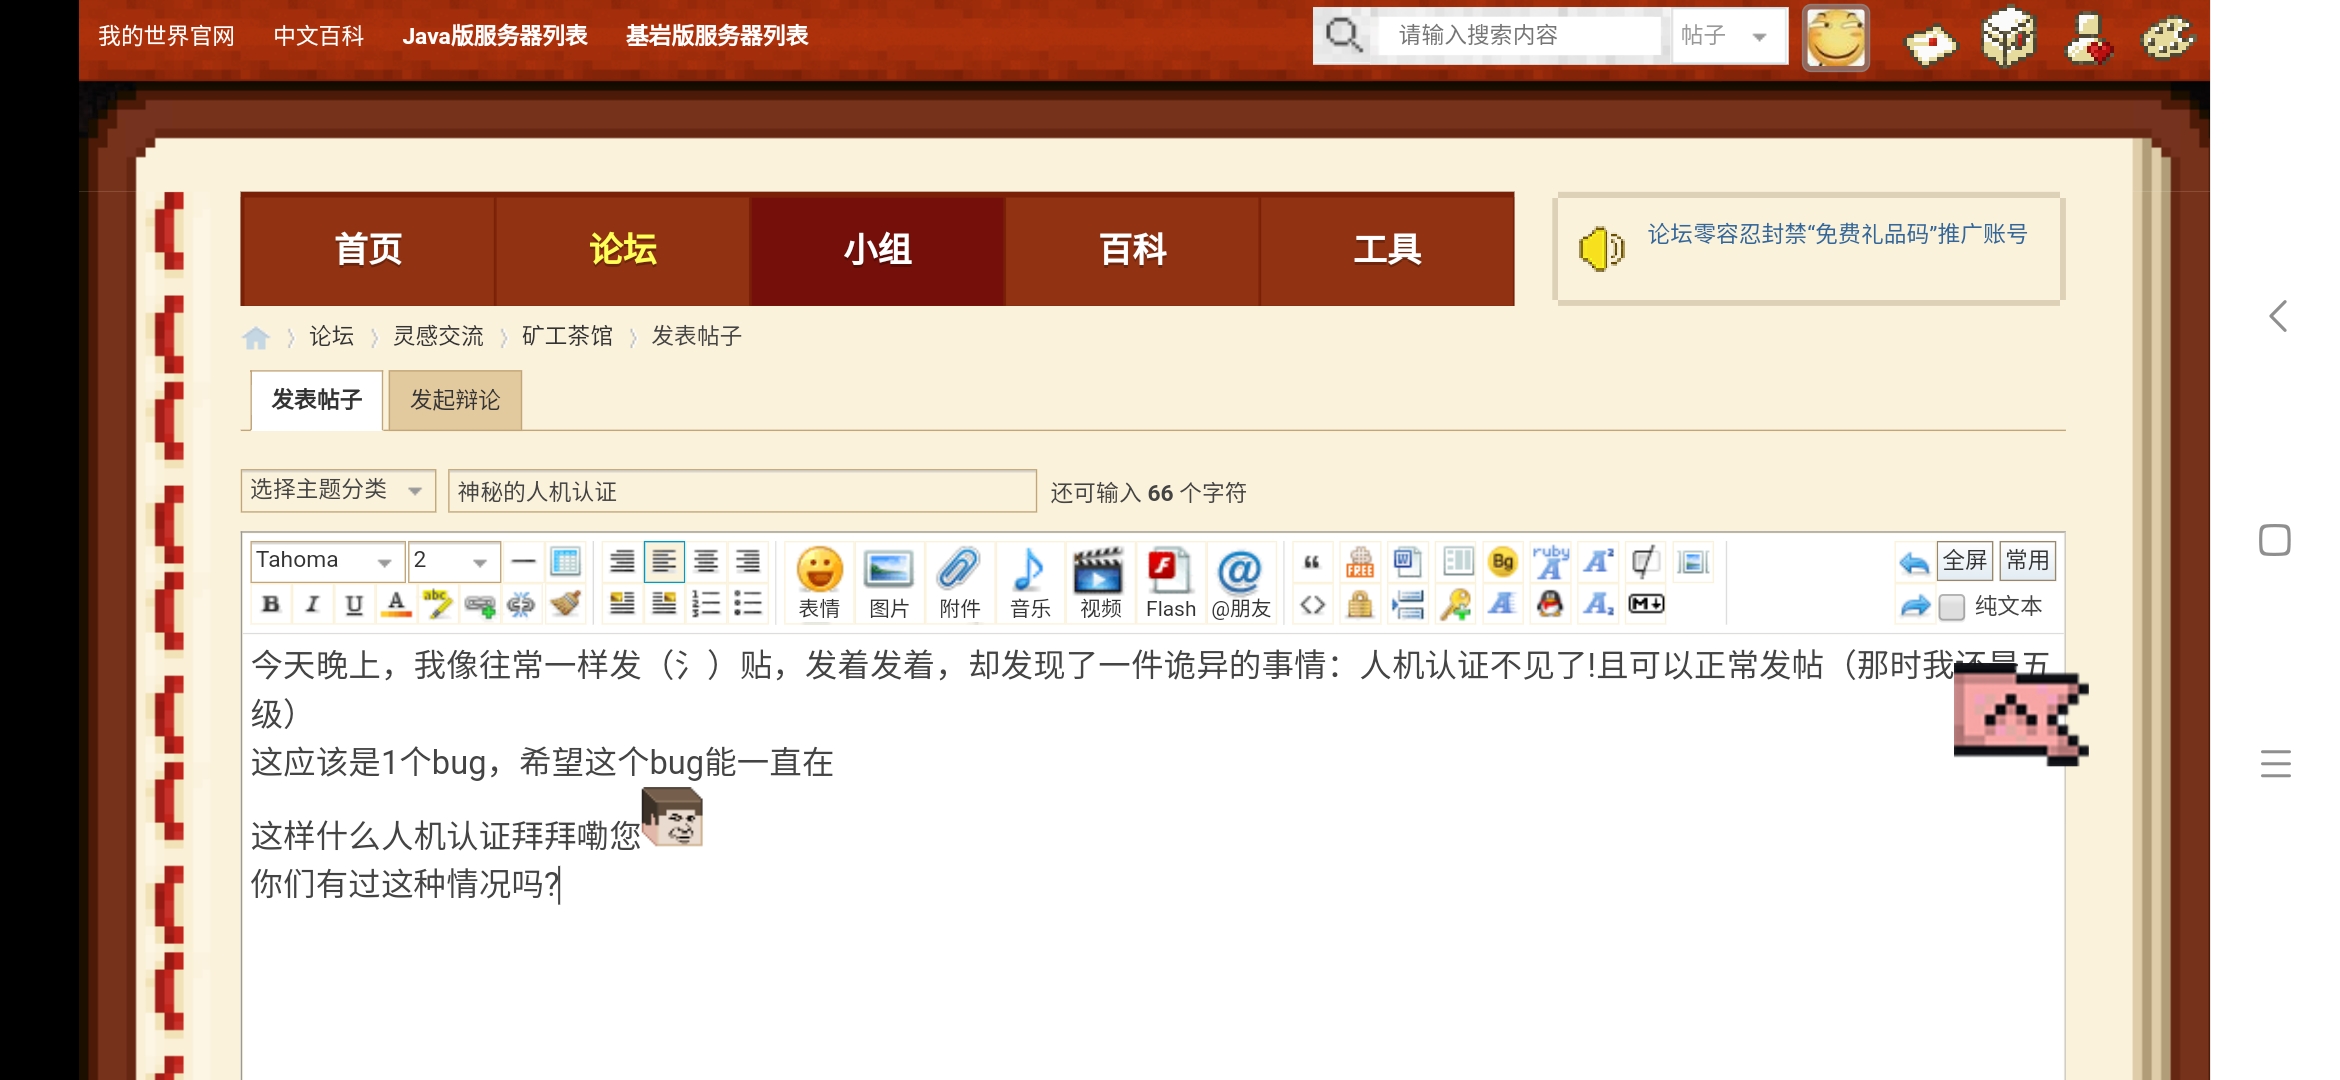 我的世界官网 中文百科 Java版服务器列表 基岩版服务器列表 请输入搜索内容 帖子
首页 论坛 小组 百科 工具 论坛零容忍封禁“免费礼品码”推广账号
论坛 灵感交流 矿工茶馆 发表帖子
发表帖子 发起辩论
选择主题分类 神秘的人机认证 还可输入 66 个字符
Tahoma 2 FREE W Bg ruby A A² 全屏 常用
B I U A abc 表情 图片 附件 音乐 视频 Flash @朋友 <> A A₂ M 纯文本
今天晚上，我像往常一样发（氵）贴，发着发着，却发现了一件诡异的事情：人机认证不见了!且可以正常发帖（那时我还是五
级）
这应该是1个bug，希望这个bug能一直在
这样什么人机认证拜拜嘞您
你们有过这种情况吗?